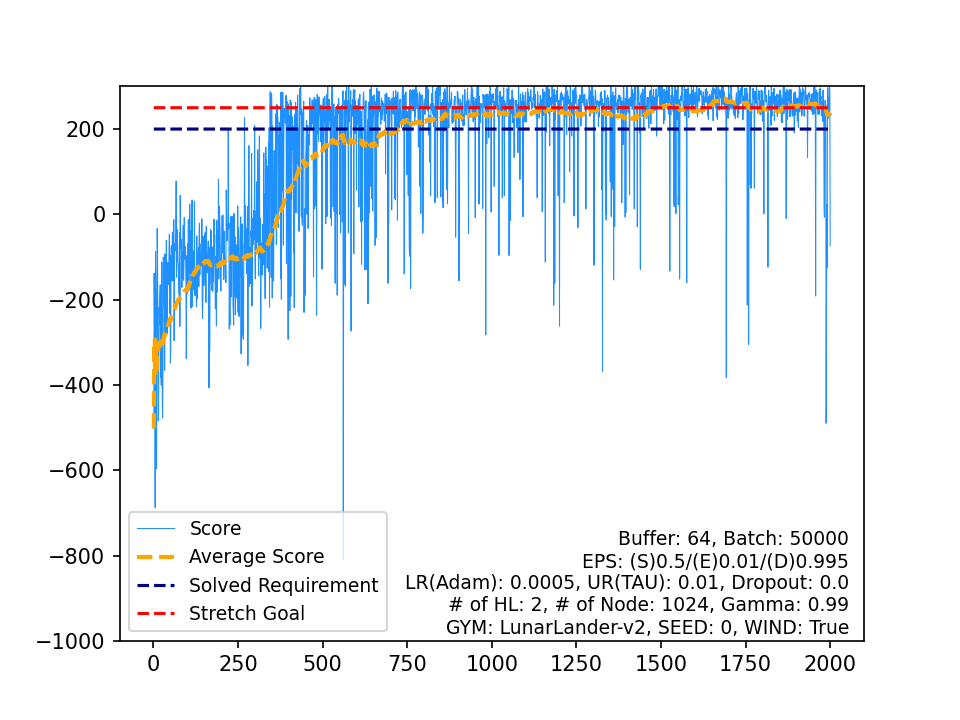 200
0
−200
−400
−600
−800
−1000
Score
Average Score
Solved Requirement
Stretch Goal
Buffer: 64, Batch: 50000
EPS: (S)0.5/(E)0.01/(D)0.995
LR(Adam): 0.0005, UR(TAU): 0.01, Dropout: 0.0
# of HL: 2, # of Node: 1024, Gamma: 0.99
GYM: LunarLander-v2, SEED: 0, WIND: True
0 250 500 750 1000 1250 1500 1750 2000